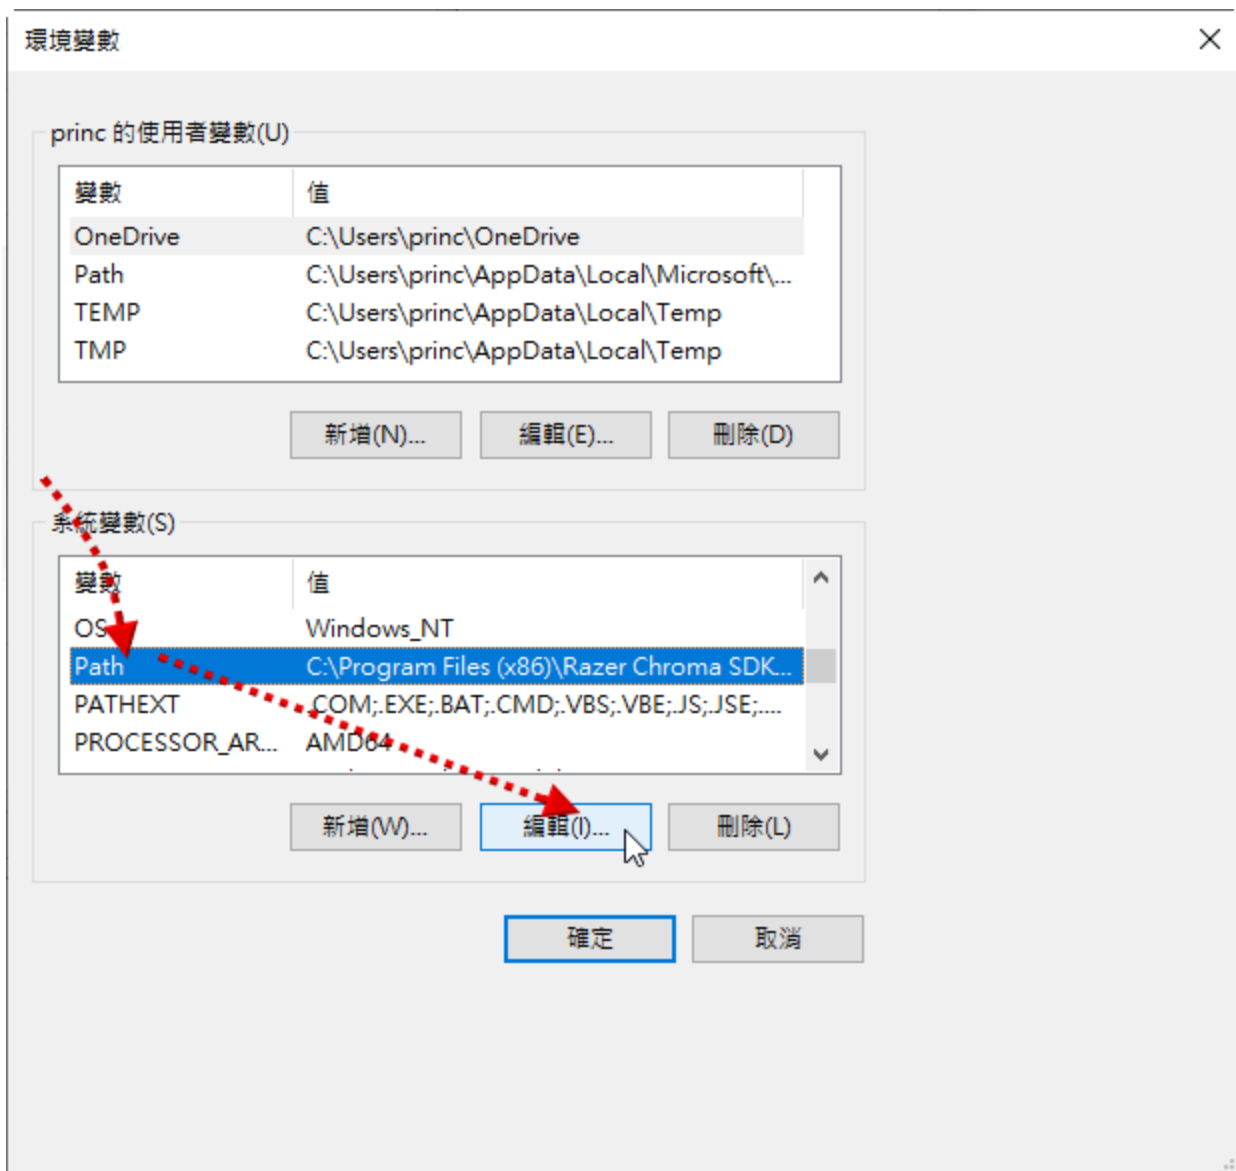 環境變數
princ 的使用者變數(U)
變數 值
OneDrive C:\Users\princ\OneDrive
Path C:\Users\princ\AppData\Local\Microsoft\...
TEMP C:\Users\princ\AppData\Local\Temp
TMP C:\Users\princ\AppData\Local\Temp
新增(N)... 編輯(E)... 刪除(D)
系統變數(S)
變數 值
OS Windows_NT
Path C:\Program Files (x86)\Razer Chroma SDK...
PATHEXT .COM;.EXE;.BAT;.CMD;.VBS;.VBE;.JS;.JSE;....
PROCESSOR_AR... AMD64
新增(W)... 編輯(I)... 刪除(L)
確定 取消